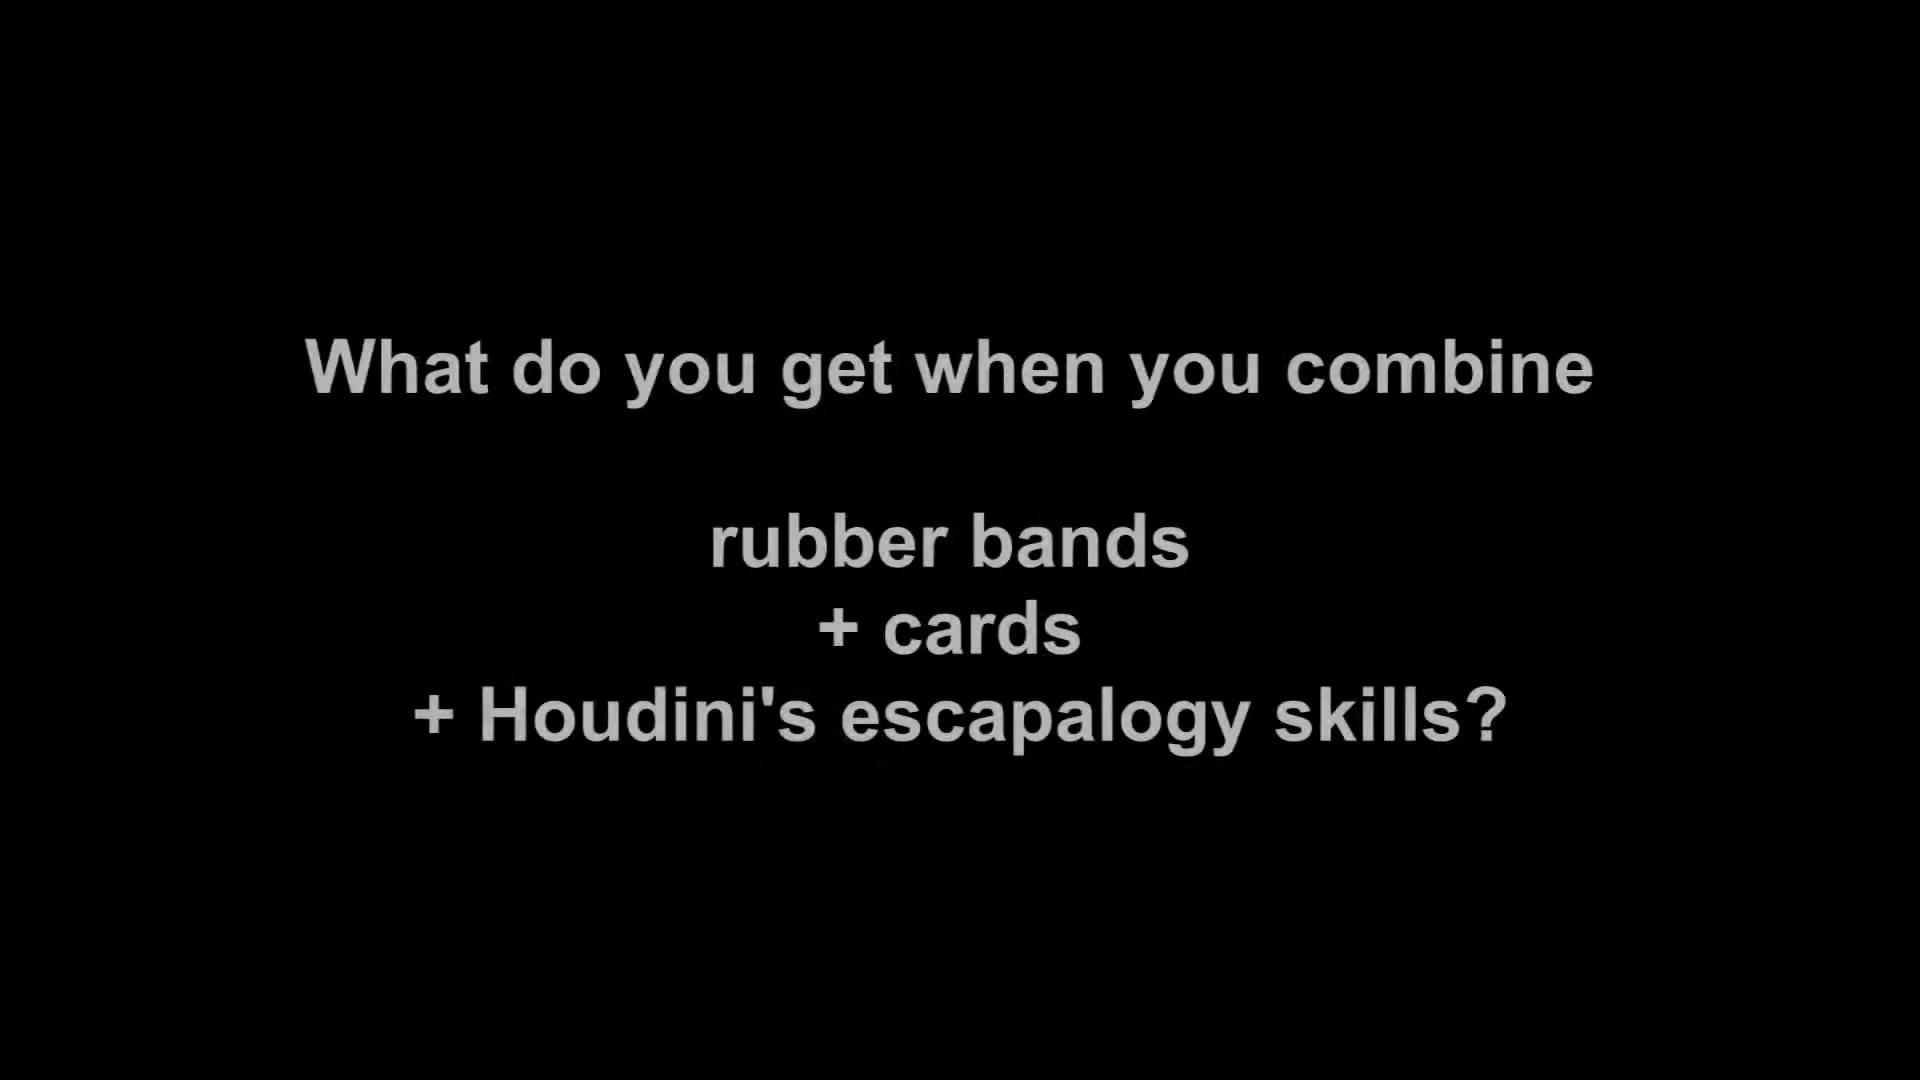 What do you get when you combine
rubber bands
+ cards
+ Houdini's escapalogy skills?